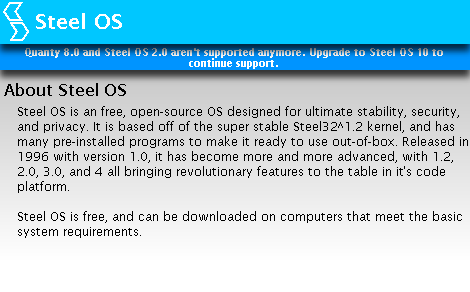 Steel OS
Quanty 8.0 and Steel OS 2.0 aren't supported anymore. Upgrade to Steel OS 10 to
continue support.
About Steel OS
Steel OS is an free, open-source OS designed for ultimate stability, security,
and privacy. It is based off of the super stable Steel32^1.2 kernel, and has
many pre-installed programs to make it ready to use out-of-box. Released in
1996 with version 1.0, it has become more and more advanced, with 1.2,
2.0, 3.0, and 4 all bringing revolutionary features to the table in it's code
platform.
Steel OS is free, and can be downloaded on computers that meet the basic
system requirements.